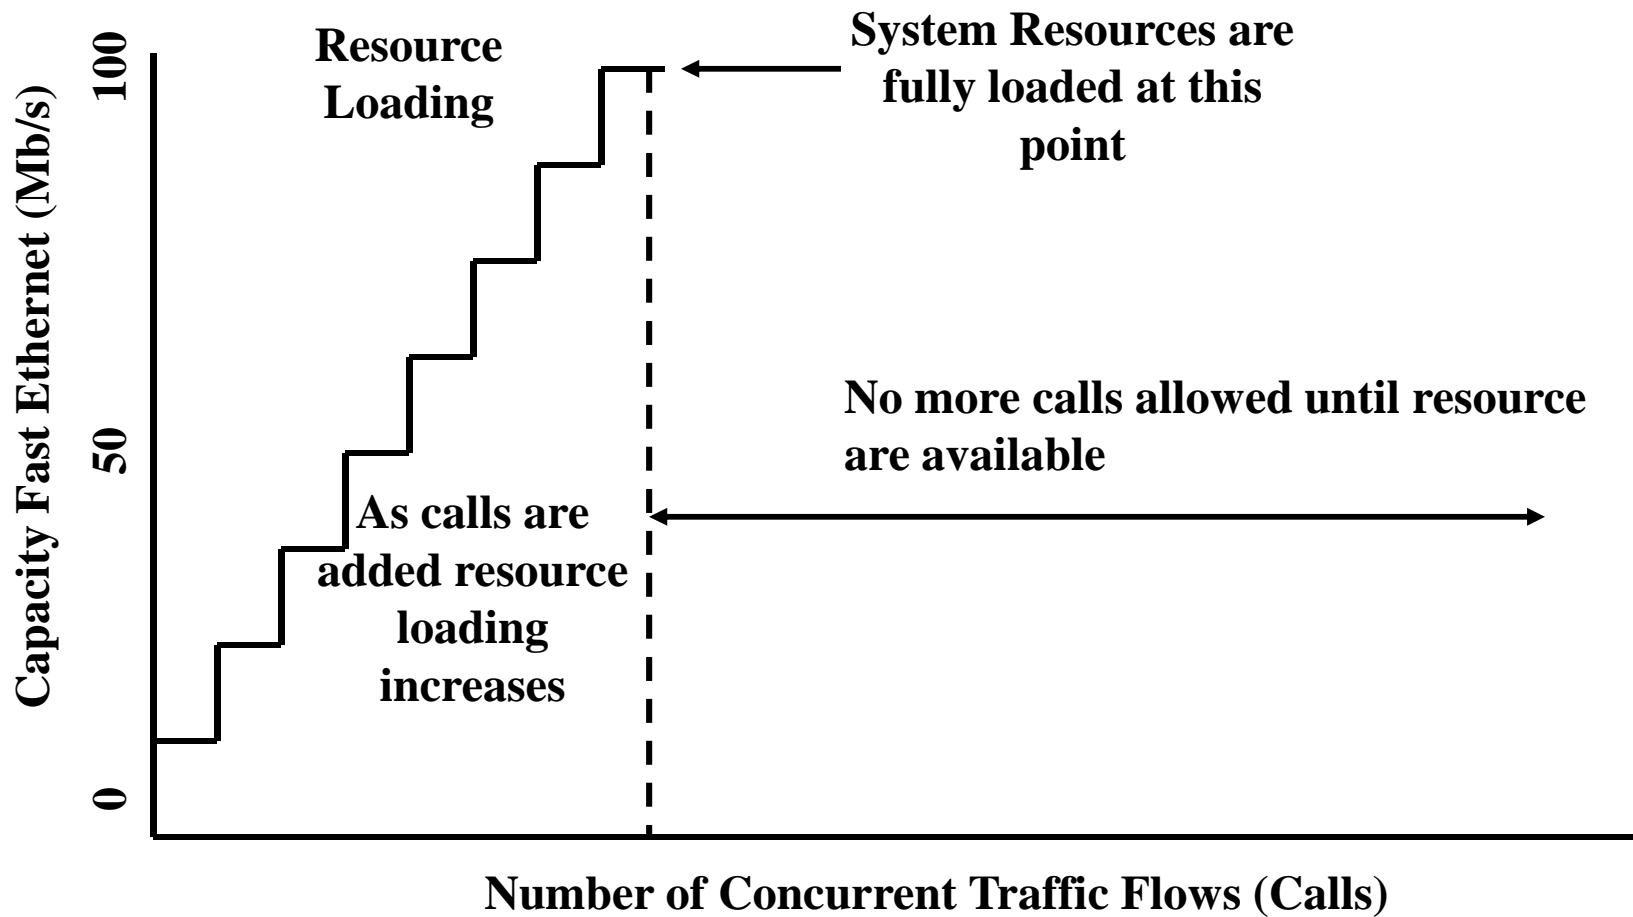 Resource
Loading
System Resources are
fully loaded at this
point
100
50
0
Capacity Fast Ethernet (Mb/s)
No more calls allowed until resource
are available
As calls are
added resource
loading
increases
Number of Concurrent Traffic Flows (Calls)